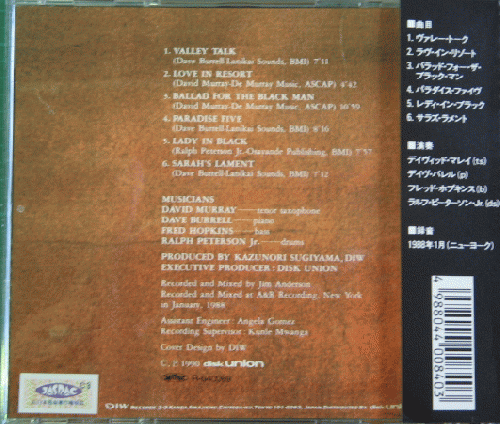 1. VALLEY TALK
(Dave Burrell-Lanikai Sounds, BMI) 7'11
2. LOVE IN RESORT
(David Murray-De Murray Music, ASCAP)
3. BALLAD FOR THE BLACK MAN
(David Murray-De Murray Music, ASCAP)
4. PARADISE FIVE
(Dave Burrell-Lanikai Sounds, BMI) 8'16
5. LADY IN BLACK
(Ralph Peterson Jr. Publishing, BMI) 7'57
6. SARAH'S LAMENT
(Dave Burrell-Lanikai Sounds, BMI) 7'12
MUSICIANS
DAVID MURRAY — tenor saxophone
DAVE BURRELL — piano
FRED HOPKINS — bass
RALPH PETERSON Jr. — drums
PRODUCED BY KAZUNORI SUGIYAMA, DIW
EXECUTIVE PRODUCER : DISK UNION
Recorded and Mixed by Jim Anderson
Recorded and Mixed at A&R Recording, New York
in January, 1988
Assistant Engineer : Angela Gomez
Recording Supervisor : Kunle Mwanga
Cover Design by DIW
1990 diskunion
DIW
■曲目
1. ヴァレー・トーク
2. ラヴ・イン・リゾート
3. バラッド・フォー・ザ・
ブラック・マン
4. パラダイス・ファイヴ
5. レディ・イン・ブラック
6. サラズ・ラメント
■演奏
デイヴィッド・マレイ (ts)
デイヴ・バレル (p)
フレッド・ホプキンス (b)
ラルフ・ピーターソン・Jr. (ds)
■録音
1988年1月 (ニューヨーク)
4 988044 008403